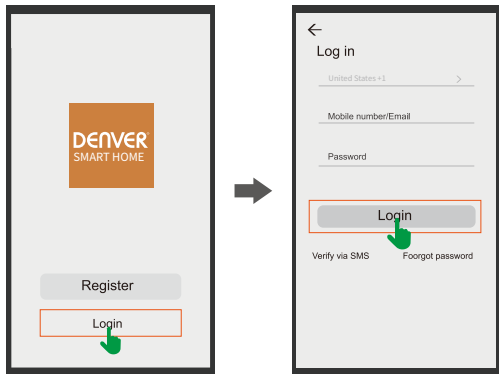 DENVER
SMART HOME
Register
Login
Log in
United States +1
Mobile number/Email
Password
Login
Verify via SMS
Foorgot password